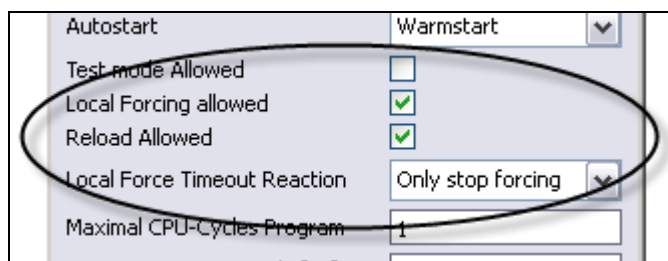 Autostart Warmstart
Test mode Allowed
Local Forcing allowed
Reload Allowed
Local Force Timeout Reaction Only stop forcing
Maximal CPU-Cycles Program 1